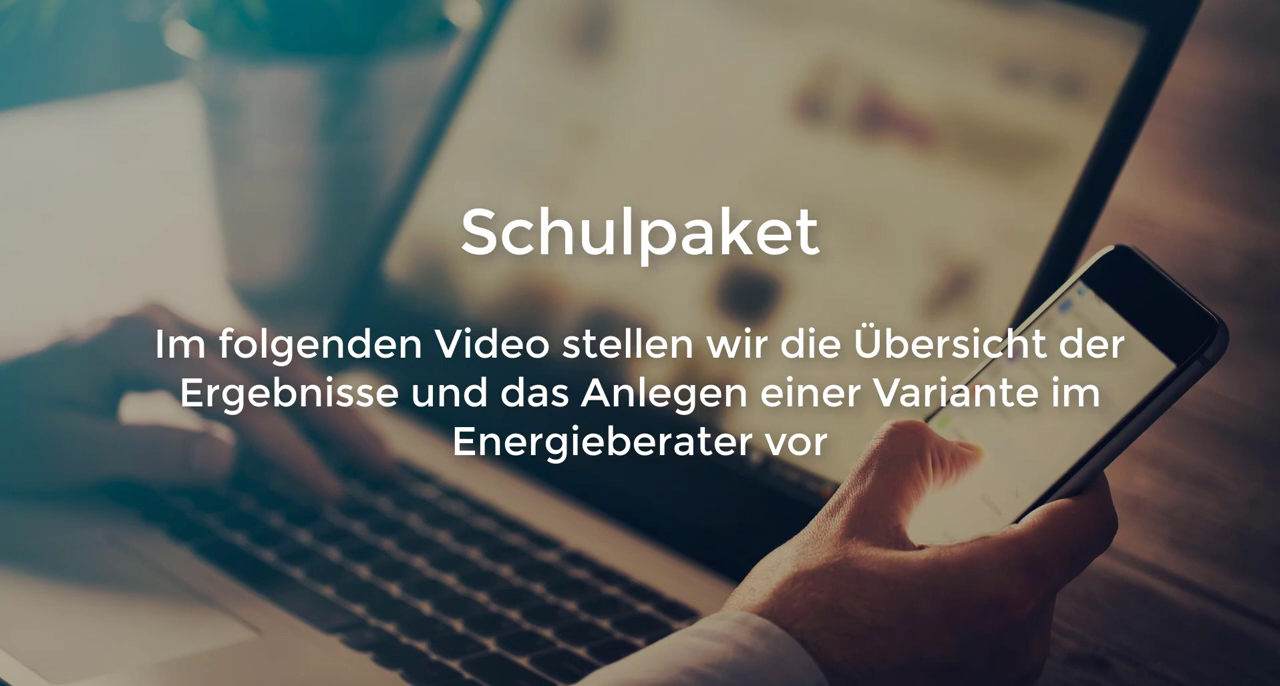 Schulpaket
Im folgenden Video stellen wir die Übersicht der
Ergebnisse und das Anlegen einer Variante im
Energieberater vor